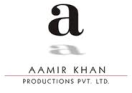 a
AAMIR KHAN
PRODUCTIONS PVT. LTD.